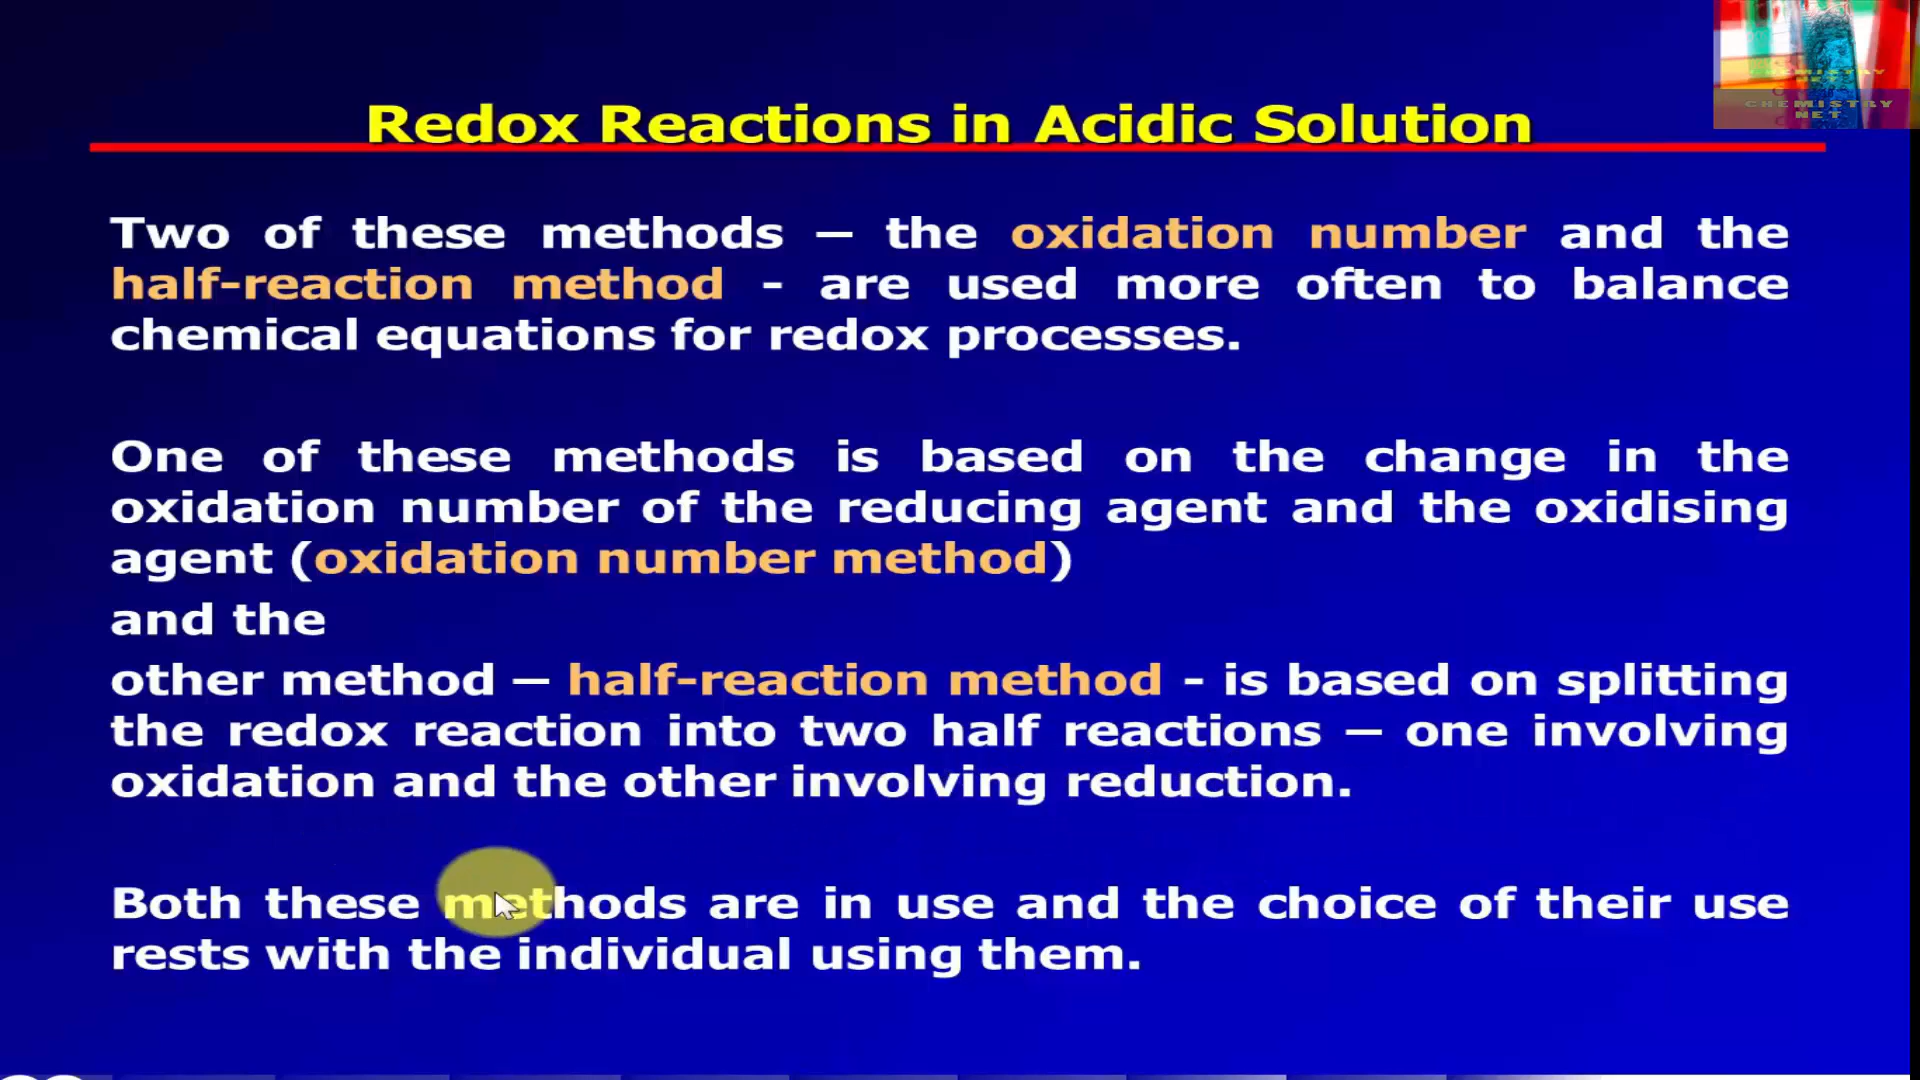 CHEMISTRY
NET
CHEMISTRY
NET
Redox Reactions in Acidic Solution
Two of these methods – the oxidation number and the
half-reaction method - are used more often to balance
chemical equations for redox processes.
One of these methods is based on the change in the
oxidation number of the reducing agent and the oxidising
agent (oxidation number method)
and the
other method – half-reaction method - is based on splitting
the redox reaction into two half reactions – one involving
oxidation and the other involving reduction.
Both these methods are in use and the choice of their use
rests with the individual using them.